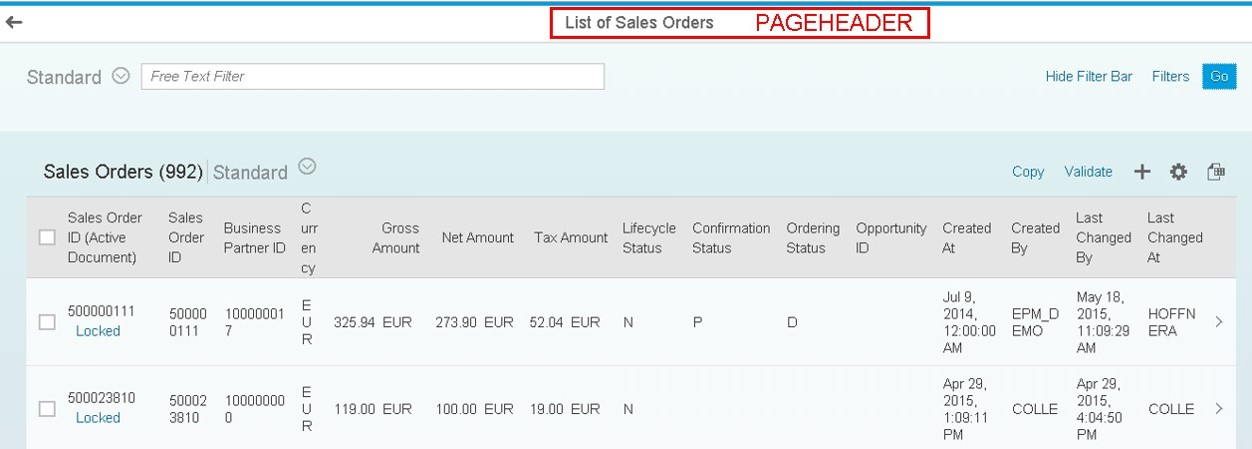 List of Sales Orders PAGEHEADER
Standard Free Text Filter Hide Filter Bar Filters Go
Sales Orders (992) Standard Copy Validate
Sales Order ID (Active Document) Sales Order ID Business Partner ID Currency Gross Amount Net Amount Tax Amount Lifecycle Status Confirmation Status Ordering Status Opportunity ID Created At Created By Last Changed By Last Changed At
500000111 Locked 500000111 100000017 EUR 325.94 EUR 273.90 EUR 52.04 EUR N P D Jul 9, 2014, 12:00:00 AM EPM_DEMO May 18, 2015, 11:09:29 AM HOFFNERA
500023810 Locked 500023810 100000000 EUR 119.00 EUR 100.00 EUR 19.00 EUR N Apr 29, 2015, 1:09:11 PM COLLE Apr 29, 2015, 4:04:50 PM COLLE